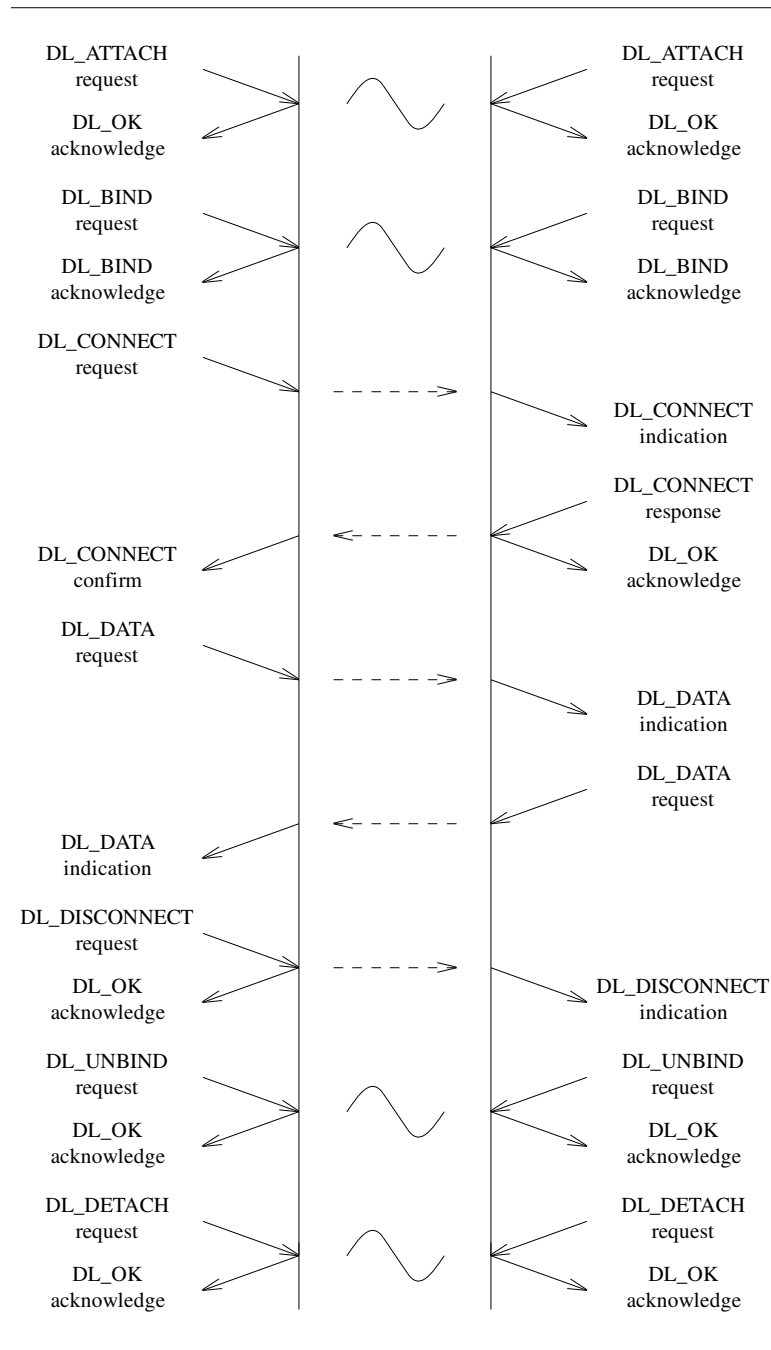 DL_ATTACH
request
DL_ATTACH
request
DL_OK
acknowledge
DL_OK
acknowledge
DL_BIND
request
DL_BIND
request
DL_BIND
acknowledge
DL_BIND
acknowledge
DL_CONNECT
request
DL_CONNECT
indication
DL_CONNECT
response
DL_CONNECT
confirm
DL_OK
acknowledge
DL_DATA
request
DL_DATA
indication
DL_DATA
request
DL_DATA
indication
DL_DISCONNECT
request
DL_OK
acknowledge
DL_DISCONNECT
indication
DL_UNBIND
request
DL_UNBIND
request
DL_OK
acknowledge
DL_OK
acknowledge
DL_DETACH
request
DL_DETACH
request
DL_OK
acknowledge
DL_OK
acknowledge